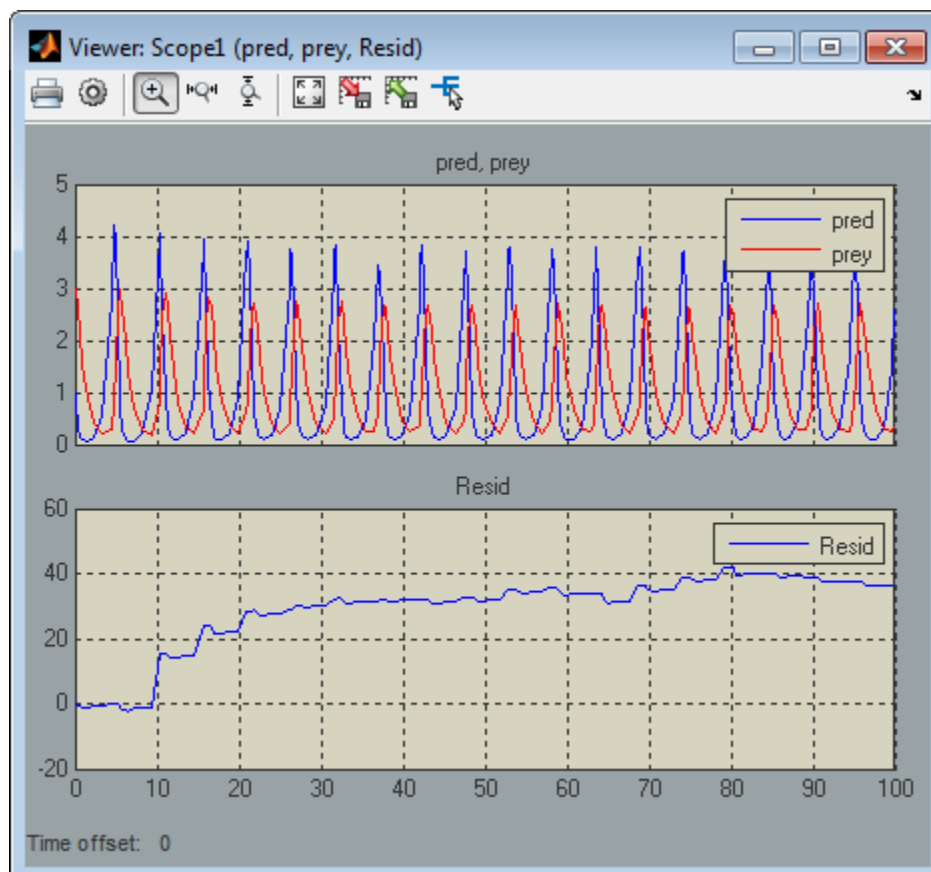 Viewer: Scope1 (pred, prey, Resid)
pred, prey
5
4
3
2
1
0
pred
prey
Resid
60
40
20
0
-20
Resid
0 10 20 30 40 50 60 70 80 90 100
Time offset: 0